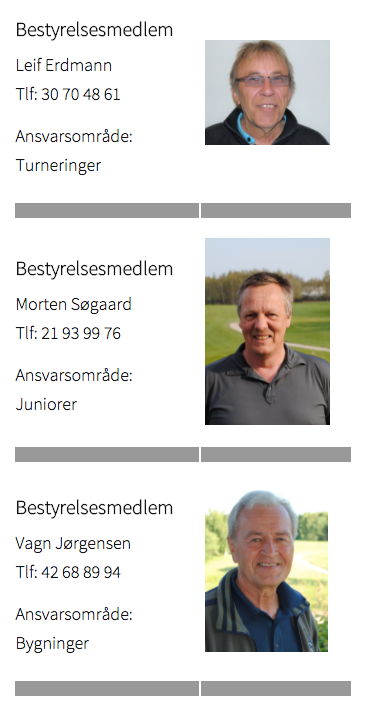 Bestyrelsesmedlem
Leif Erdmann
Tlf: 30 70 48 61
Ansvarsområde:
Turneringer
Bestyrelsesmedlem
Morten Søgaard
Tlf: 21 93 99 76
Ansvarsområde:
Juniorer
Bestyrelsesmedlem
Vagn Jørgensen
Tlf: 42 68 89 94
Ansvarsområde:
Bygninger